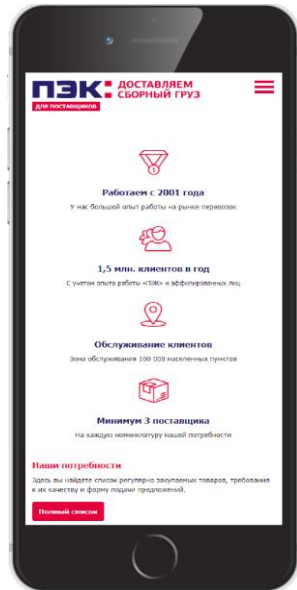 ПЭК: ДОСТАВЛЯЕМ
СБОРНЫЙ ГРУЗ
ДЛЯ ПОСТАВЩИКОВ
1
Работаем с 2001 года
У нас большой опыт работы на рынке перевозок
1,5 млн. клиентов в год
С учетом опыта работы «ПЭК» и аффилированных лиц
Обслуживание клиентов
Зона обслуживания 100 000 населенных пунктов
Минимум 3 поставщика
На каждую номенклатуру нашей потребности
Наши потребности
Здесь вы найдете список регулярно закупаемых товаров, требования
к их качеству и форму подачи предложений.
Полный список